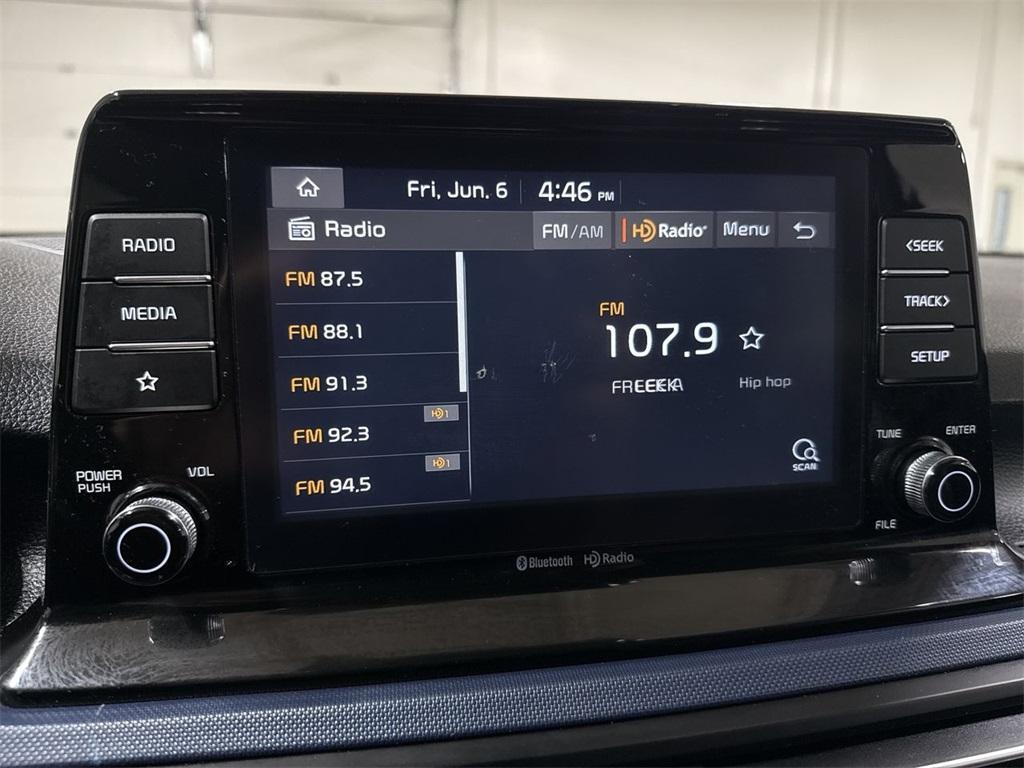 Fri, Jun. 6 4:46 PM
Radio FM/AM HD Radio Menu
FM 87.5
FM 88.1
FM 91.3
HD1
FM 92.3
HD1
FM 94.5
FM
107.9
Hip hop
SCAN
RADIO
MEDIA
POWER PUSH VOL
<SEEK
TRACK>
SETUP
TUNE ENTER
FILE
Bluetooth HD Radio